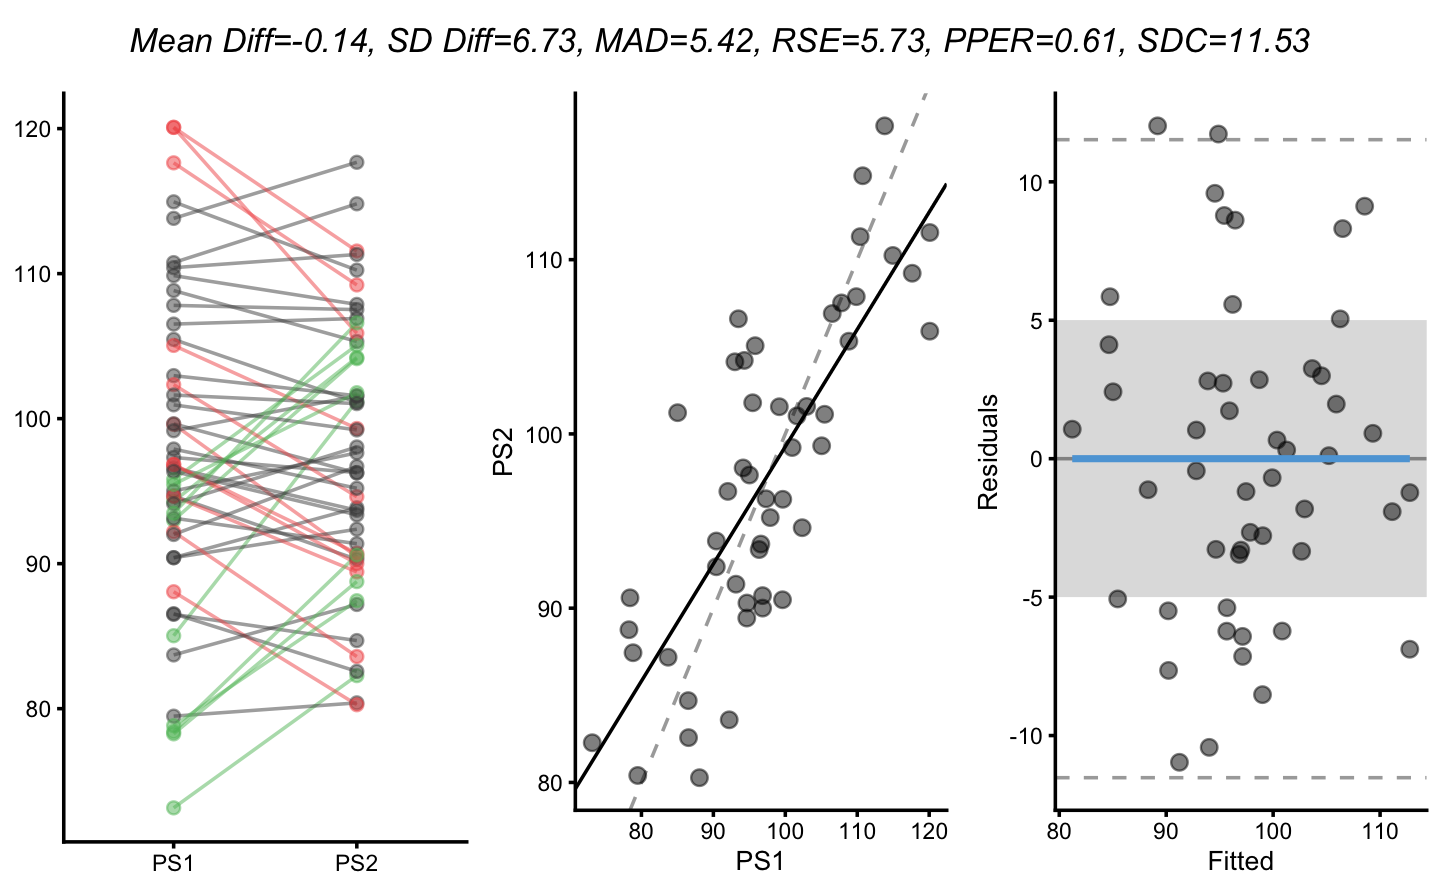 Mean Diff=-0.14, SD Diff=6.73, MAD=5.42, RSE=5.73, PPER=0.61, SDC=11.53
120
110
100
90
80
PS1 PS2
PS2
110
100
90
80
80 90 100 110 120
PS1
Residuals
10
5
0
-5
-10
80 90 100 110
Fitted